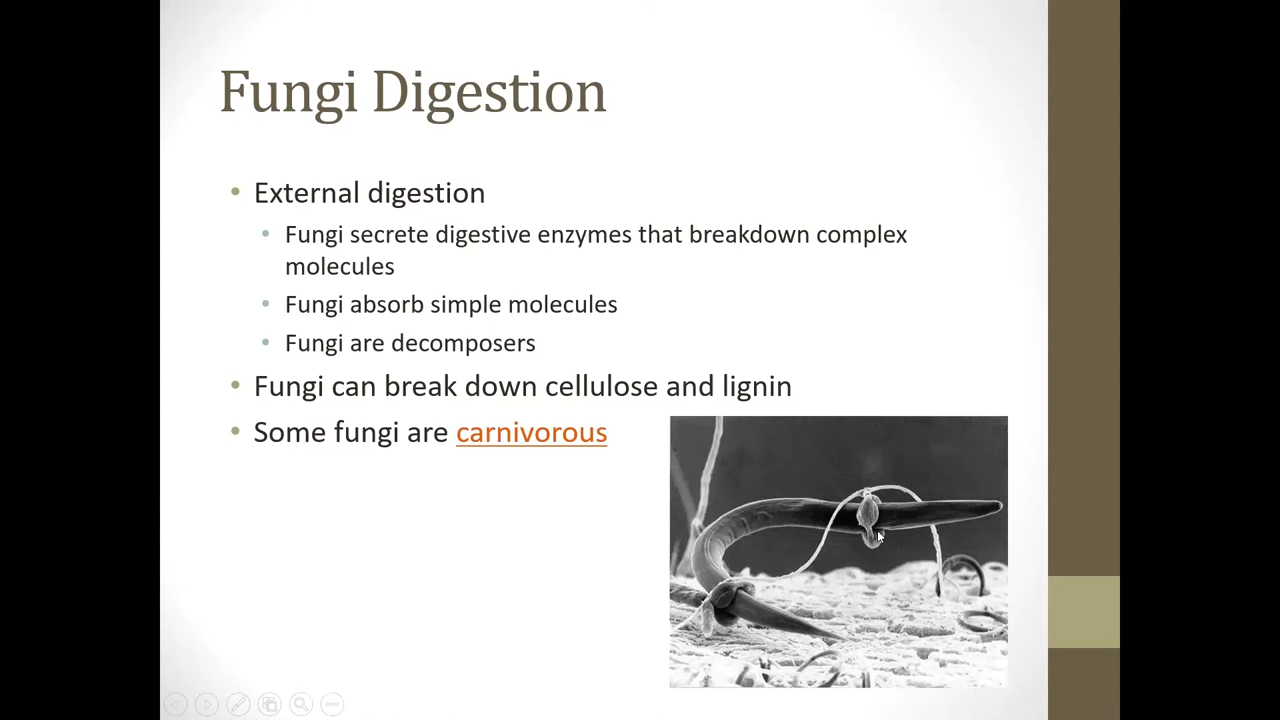 Fungi Digestion
External digestion
Fungi secrete digestive enzymes that breakdown complex
molecules
Fungi absorb simple molecules
Fungi are decomposers
Fungi can break down cellulose and lignin
Some fungi are carnivorous